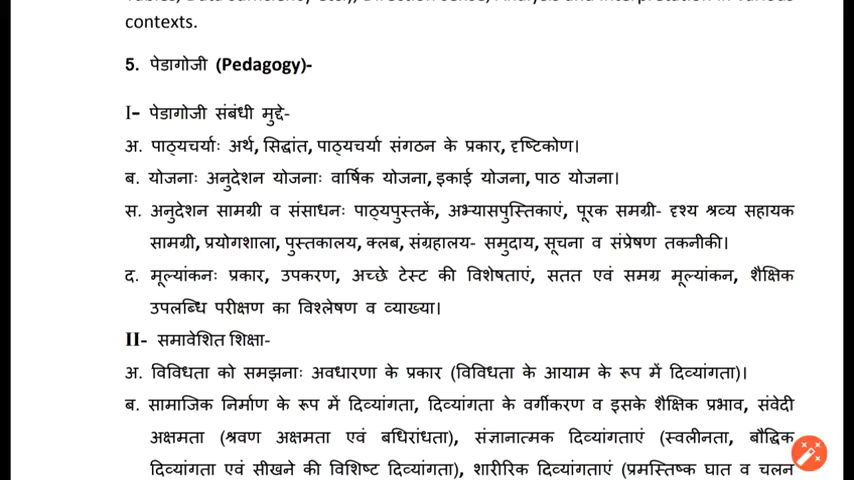 contexts.
5. पेडागोजी (Pedagogy)-
I- पेडागोजी संबंधी मुद्दे-
अ. पाठ्यचर्याः अर्थ, सिद्धांत, पाठ्यचर्या संगठन के प्रकार, दृष्टिकोण।
ब. योजनाः अनुदेशन योजनाः वार्षिक योजना, इकाई योजना, पाठ योजना।
स. अनुदेशन सामग्री व संसाधनः पाठ्यपुस्तकें, अभ्यासपुस्तिकाएं, पूरक समग्री- दृश्य श्रव्य सहायक
सामग्री, प्रयोगशाला, पुस्तकालय, क्लब, संग्रहालय- समुदाय, सूचना व संप्रेषण तकनीकी।
द. मूल्यांकनः प्रकार, उपकरण, अच्छे टेस्ट की विशेषताएं, सतत एवं समग्र मूल्यांकन, शैक्षिक
उपलब्धि परीक्षण का विश्लेषण व व्याख्या।
II- समावेशित शिक्षा-
अ. विविधता को समझनाः अवधारणा के प्रकार (विविधता के आयाम के रूप में दिव्यांगता)।
ब. सामाजिक निर्माण के रूप में दिव्यांगता, दिव्यांगता के वर्गीकरण व इसके शैक्षिक प्रभाव, संवेदी
अक्षमता (श्रवण अक्षमता एवं बधिरांधता), संज्ञानात्मक दिव्यांगताएं (स्वलीनता, बौद्धिक
दिव्यांगता एवं सीखने की विशिष्ट दिव्यांगता), शारीरिक दिव्यांगताएं (प्रमस्तिष्क घात व चलन